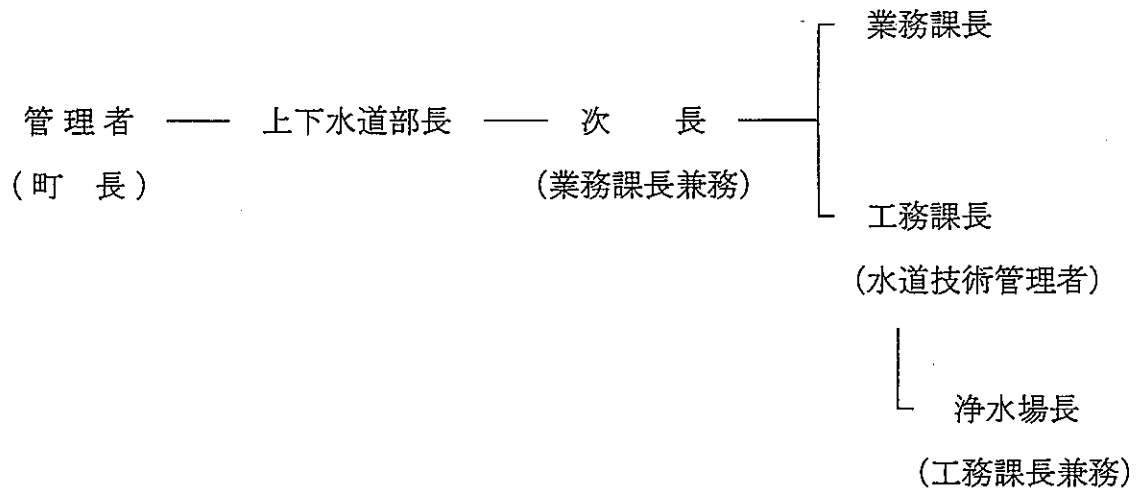 業務課長
管理者 上下水道部長 次 長
(町 長) (業務課長兼務)
工務課長
(水道技術管理者)
浄水場長
(工務課長兼務)